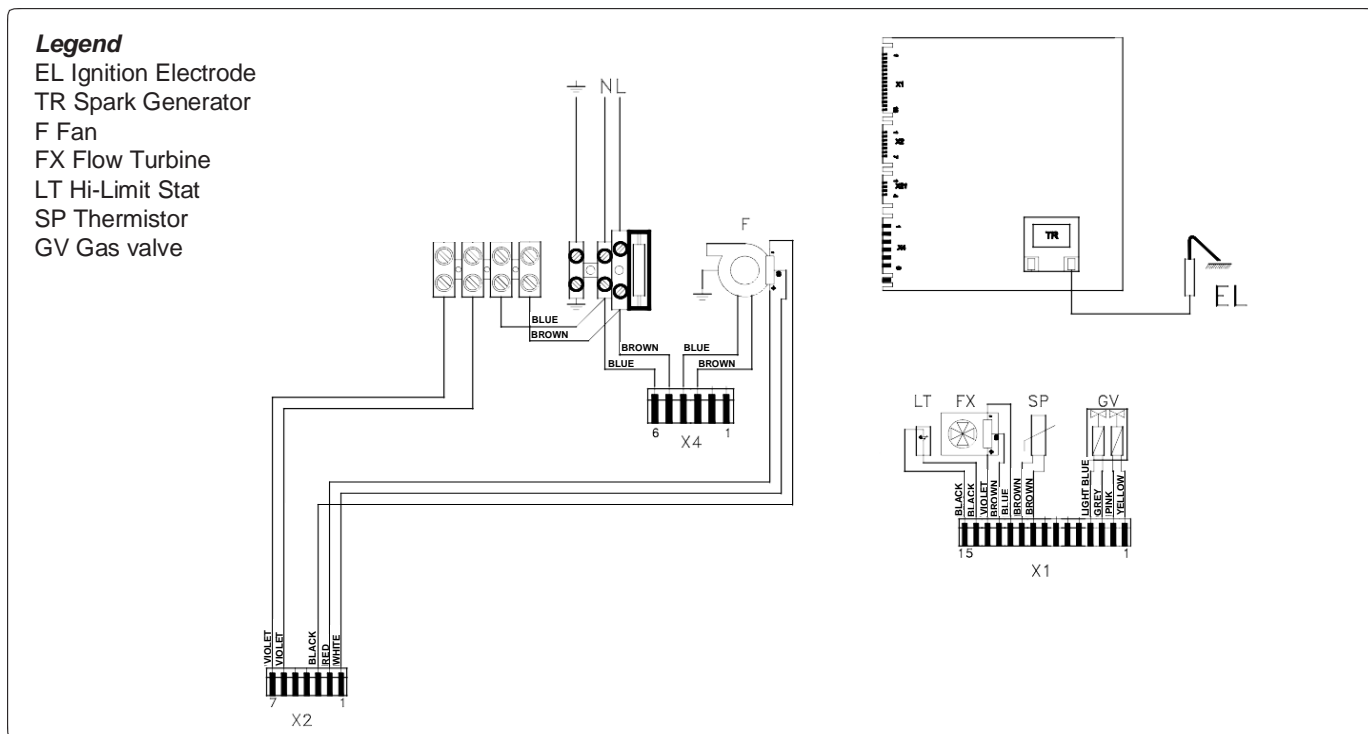 Legend
EL Ignition Electrode
TR Spark Generator
F Fan
FX Flow Turbine
LT Hi-Limit Stat
SP Thermistor
GV Gas valve
N L
F
BLUE
BROWN
BROWN
BLUE
BLUE
BROWN
6
1
X4
X1
X2
TR
EL
LT
FX
SP
GV
BLACK
BLACK
VIOLET
BROWN
BLUE
BROWN
BROWN
LIGHT BLUE
GREY
PINK
YELLOW
15
1
X1
VIOLET
VIOLET
BLACK
RED
WHITE
7
1
X2